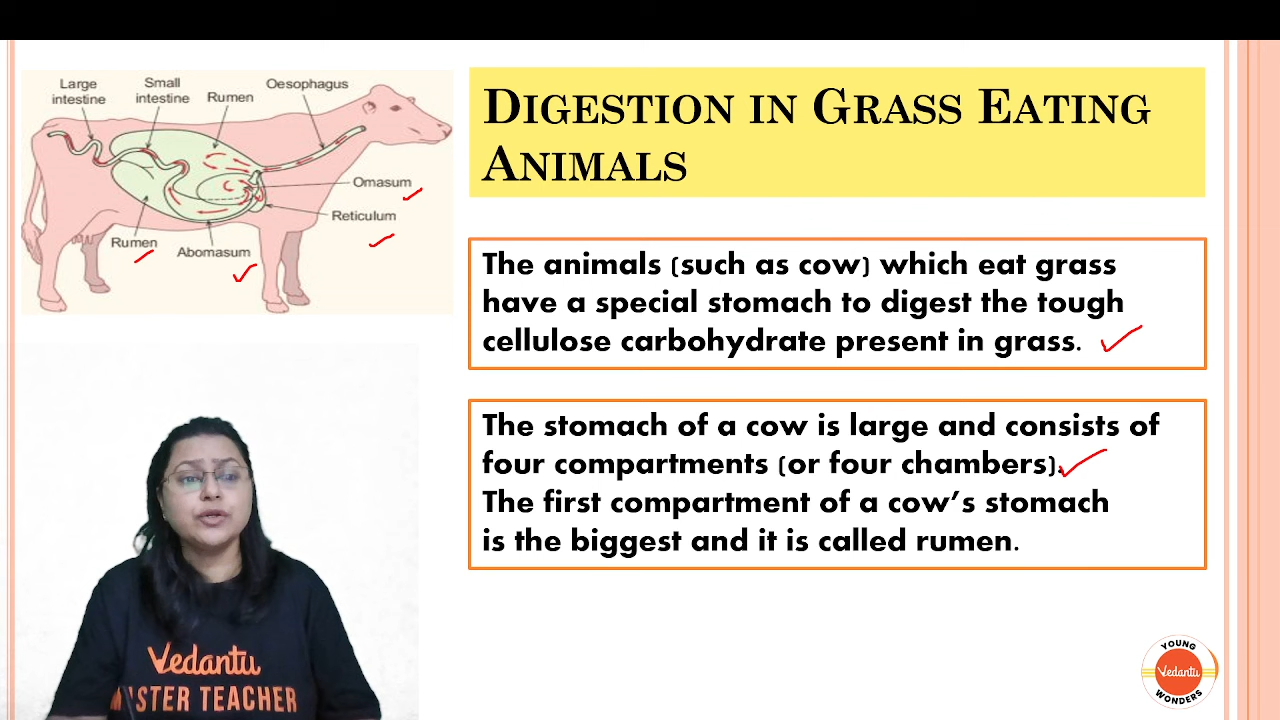 DIGESTION IN GRASS EATING
ANIMALS
Large
intestine
Small
intestine
Rumen
Oesophagus
Omasum
Reticulum
Rumen
Abomasum
The animals (such as cow) which eat grass
have a special stomach to digest the tough
cellulose carbohydrate present in grass.
The stomach of a cow is large and consists of
four compartments (or four chambers).
The first compartment of a cow's stomach
is the biggest and it is called rumen.
Vedantu
TEACHER
YOUNG
Vedantu
WONDERS